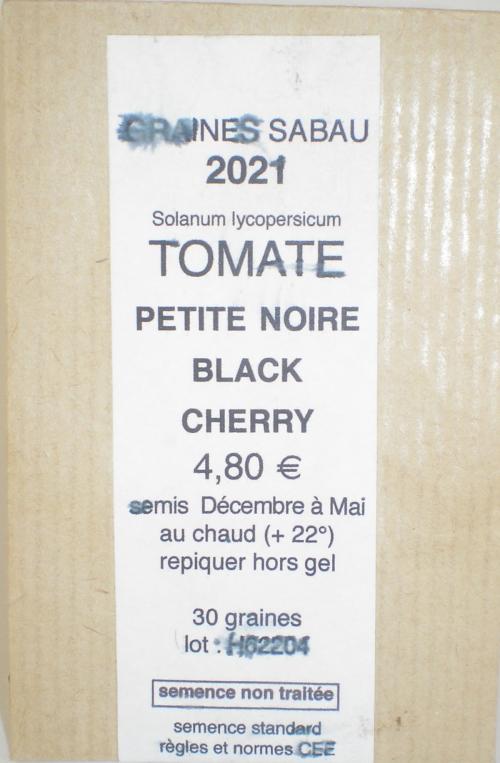 GRAINES SABAU
2021
Solanum lycopersicum
TOMATE
PETITE NOIRE
BLACK
CHERRY
4,80 €
semis Décembre à Mai
au chaud (+ 22°)
repiquer hors gel
30 graines
lot : H62204
semence non traitée
semence standard
règles et normes CEE